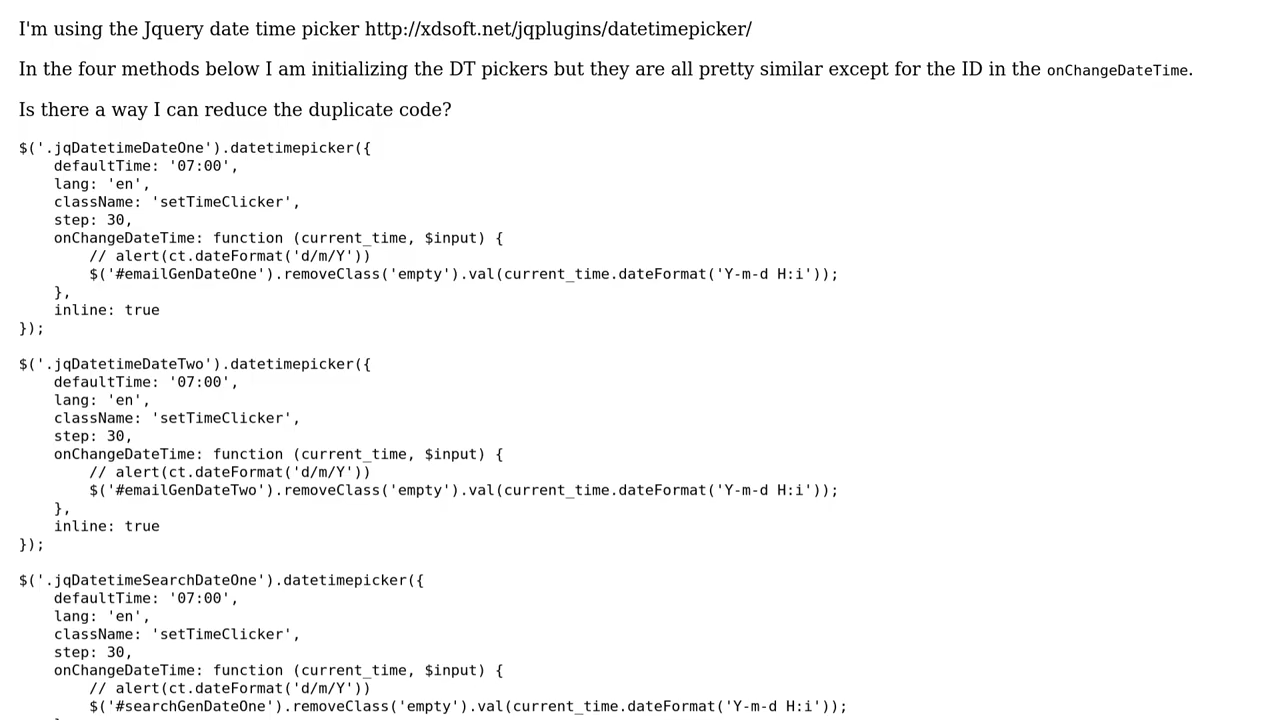 I'm using the Jquery date time picker http://xdsoft.net/jqplugins/datetimepicker/
In the four methods below I am initializing the DT pickers but they are all pretty similar except for the ID in the onChangeDateTime.
Is there a way I can reduce the duplicate code?
$('.jqDatetimeDateOne').datetimepicker({
    defaultTime: '07:00',
    lang: 'en',
    className: 'setTimeClicker',
    step: 30,
    onChangeDateTime: function (current_time, $input) {
        // alert(ct.dateFormat('d/m/Y'))
        $('#emailGenDateOne').removeClass('empty').val(current_time.dateFormat('Y-m-d H:i'));
    },
    inline: true
});
$('.jqDatetimeDateTwo').datetimepicker({
    defaultTime: '07:00',
    lang: 'en',
    className: 'setTimeClicker',
    step: 30,
    onChangeDateTime: function (current_time, $input) {
        // alert(ct.dateFormat('d/m/Y'))
        $('#emailGenDateTwo').removeClass('empty').val(current_time.dateFormat('Y-m-d H:i'));
    },
    inline: true
});
$('.jqDatetimeSearchDateOne').datetimepicker({
    defaultTime: '07:00',
    lang: 'en',
    className: 'setTimeClicker',
    step: 30,
    onChangeDateTime: function (current_time, $input) {
        // alert(ct.dateFormat('d/m/Y'))
        $('#searchGenDateOne').removeClass('empty').val(current_time.dateFormat('Y-m-d H:i'));